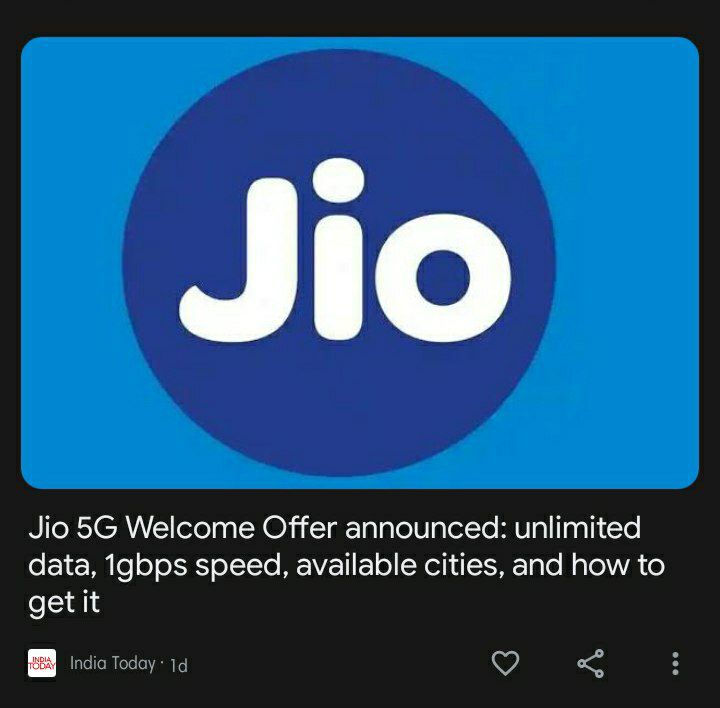 Jio
Jio 5G Welcome Offer announced: unlimited
data, 1gbps speed, available cities, and how to
get it
INDIA
TODAY
India Today · 1d